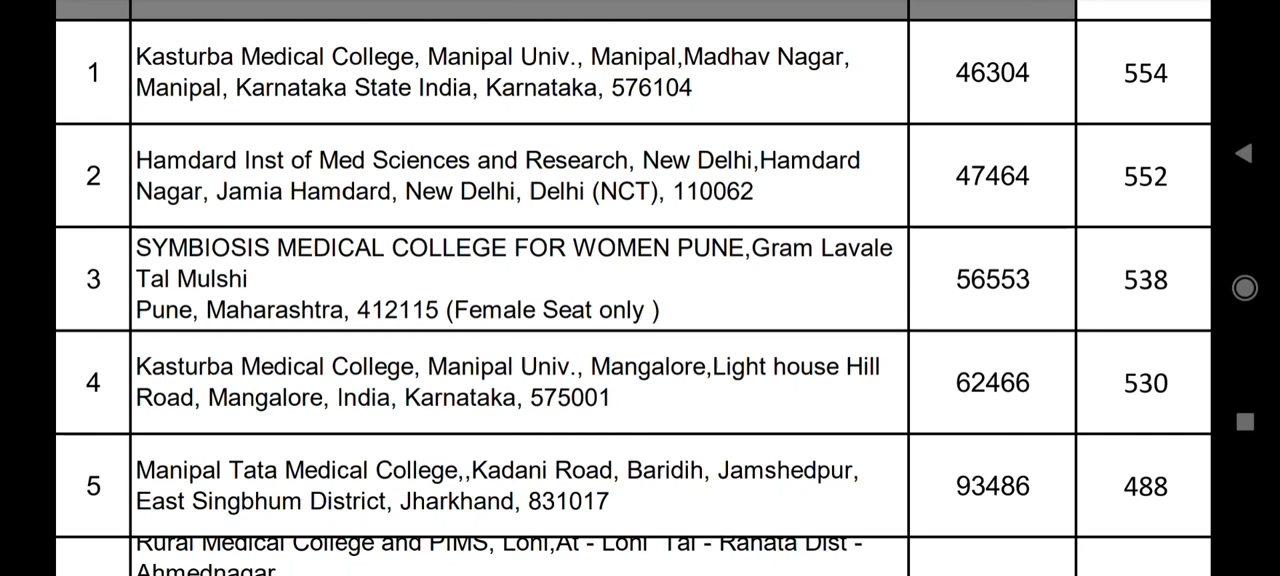 1
Kasturba Medical College, Manipal Univ., Manipal,Madhav Nagar,
Manipal, Karnataka State India, Karnataka, 576104
46304
554
2
Hamdard Inst of Med Sciences and Research, New Delhi,Hamdard
Nagar, Jamia Hamdard, New Delhi, Delhi (NCT), 110062
47464
552
3
SYMBIOSIS MEDICAL COLLEGE FOR WOMEN PUNE,Gram Lavale
Tal Mulshi
Pune, Maharashtra, 412115 (Female Seat only )
56553
538
4
Kasturba Medical College, Manipal Univ., Mangalore,Light house Hill
Road, Mangalore, India, Karnataka, 575001
62466
530
5
Manipal Tata Medical College,,Kadani Road, Baridih, Jamshedpur,
East Singbhum District, Jharkhand, 831017
93486
488
Rural Medical College and PIMS, Loni,At - Loni  Tal - Rahata Dist -
Ahmednagar